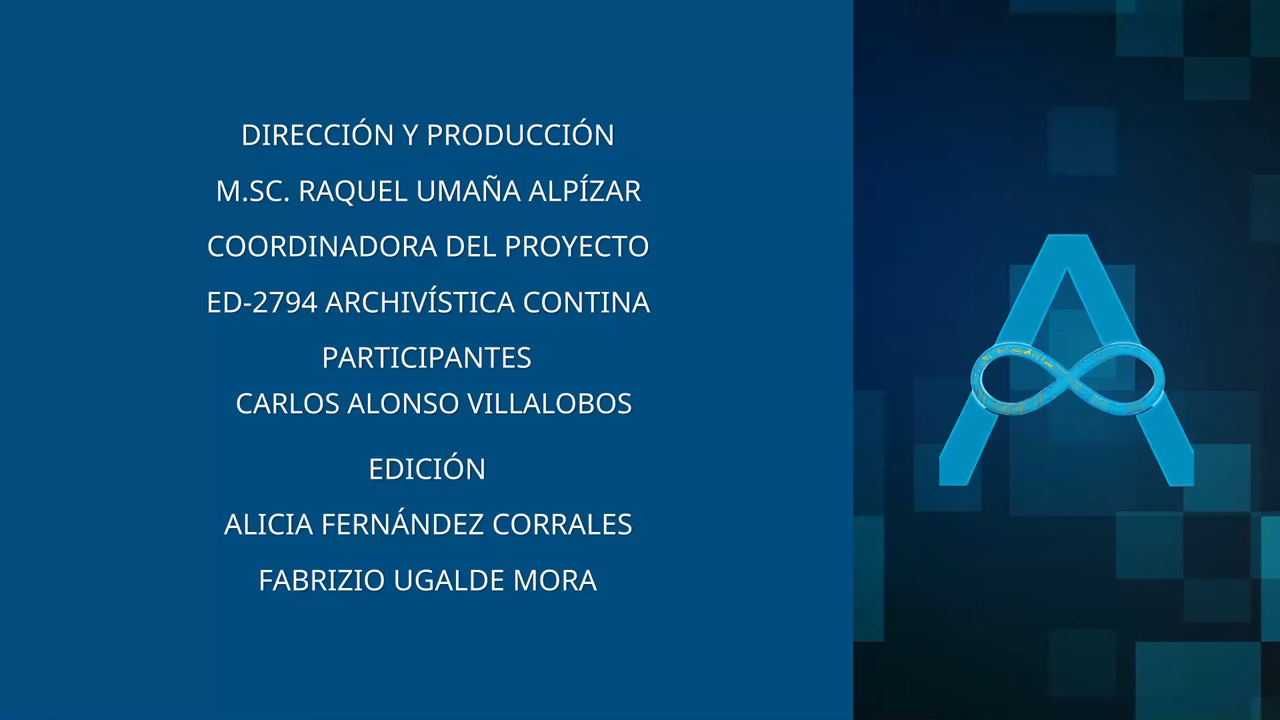 DIRECCIÓN Y PRODUCCIÓN
M.SC. RAQUEL UMAÑA ALPÍZAR
COORDINADORA DEL PROYECTO
ED-2794 ARCHIVÍSTICA CONTINA
PARTICIPANTES
CARLOS ALONSO VILLALOBOS
EDICIÓN
ALICIA FERNÁNDEZ CORRALES
FABRIZIO UGALDE MORA